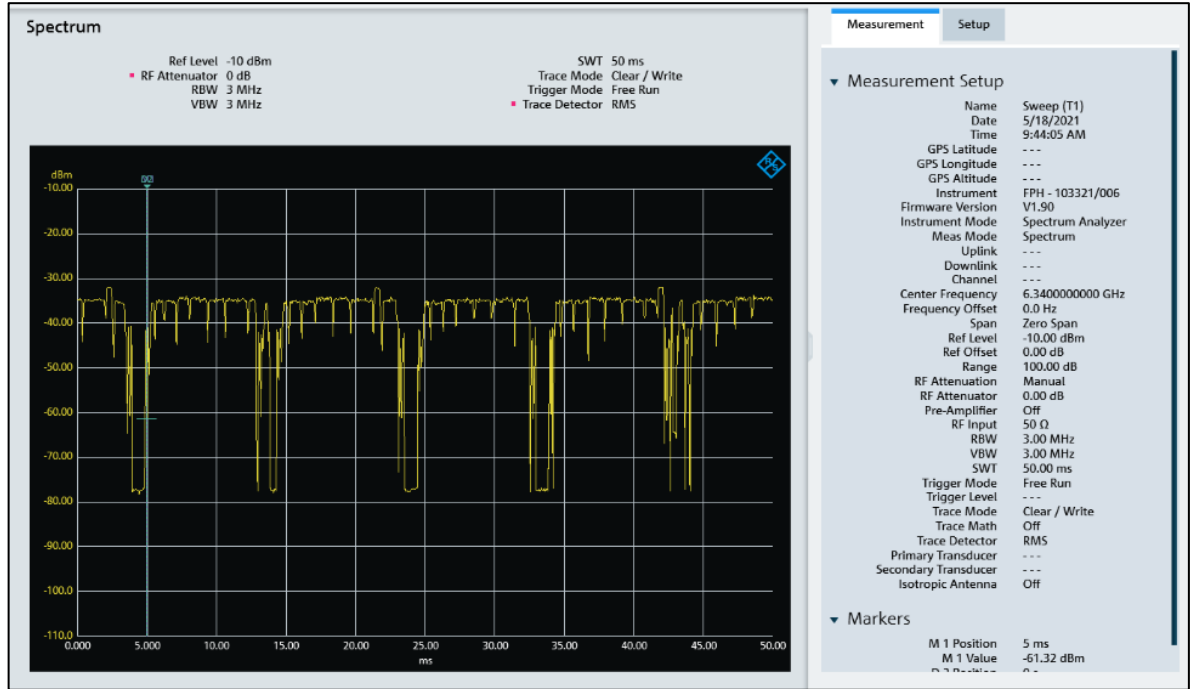 Spectrum
Ref Level -10 dBm
RF Attenuator 0 dB
RBW 3 MHz
VBW 3 MHz
SWT 50 ms
Trace Mode Clear / Write
Trigger Mode Free Run
Trace Detector RMS
dBm
-10.00
-20.00
-30.00
-40.00
-50.00
-60.00
-70.00
-80.00
-90.00
-100.0
-110.0
0.000 5.000 10.00 15.00 20.00 25.00 30.00 35.00 40.00 45.00 50.00
ms
Measurement Setup
Measurement Setup
Name Sweep (T1)
Date 5/18/2021
Time 9:44:05 AM
GPS Latitude - - -
GPS Longitude - - -
GPS Altitude - - -
Instrument FPH - 103321/006
Firmware Version V1.90
Instrument Mode Spectrum Analyzer
Meas Mode Spectrum
Uplink - - -
Downlink - - -
Channel - - -
Center Frequency 6.3400000000 GHz
Frequency Offset 0.0 Hz
Span Zero Span
Ref Level -10.00 dBm
Ref Offset 0.00 dB
Range 100.00 dB
RF Attenuation Manual
RF Attenuator 0.00 dB
Pre-Amplifier Off
RF Input 50 Ω
RBW 3.00 MHz
VBW 3.00 MHz
SWT 50.00 ms
Trigger Mode Free Run
Trigger Level - - -
Trace Mode Clear / Write
Trace Math Off
Trace Detector RMS
Primary Transducer - - -
Secondary Transducer - - -
Isotropic Antenna Off
Markers
M 1 Position 5 ms
M 1 Value -61.32 dBm